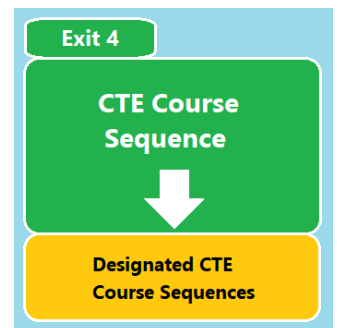 Exit 4
CTE Course
Sequence
Designated CTE
Course Sequences